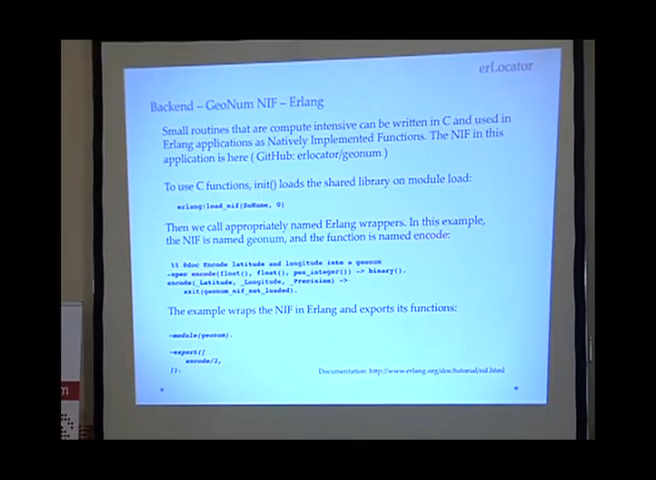 erLocator
Backend – GeoNum NIF – Erlang
Small routines that are compute intensive can be written in C and used in
Erlang applications as Natively Implemented Functions. The NIF in this
application is here ( GitHub: erlocator/geonum )
To use C functions, init() loads the shared library on module load:
erlang:load_nif(SoName, 0)
Then we call appropriately named Erlang wrappers. In this example,
the NIF is named geonum, and the function is named encode:
%% @doc Encode latitude and longitude into a geonum
-spec encode(float(), float(), pos_integer()) -> binary().
encode(_Latitude, _Longitude, _Precision) ->
exit(geonum_nif_not_loaded).
The example wraps the NIF in Erlang and exports its functions:
-module(geonum).
-export([
encode/3,
]).
Documentation: http://www.erlang.org/doc/tutorial/nif.html
m